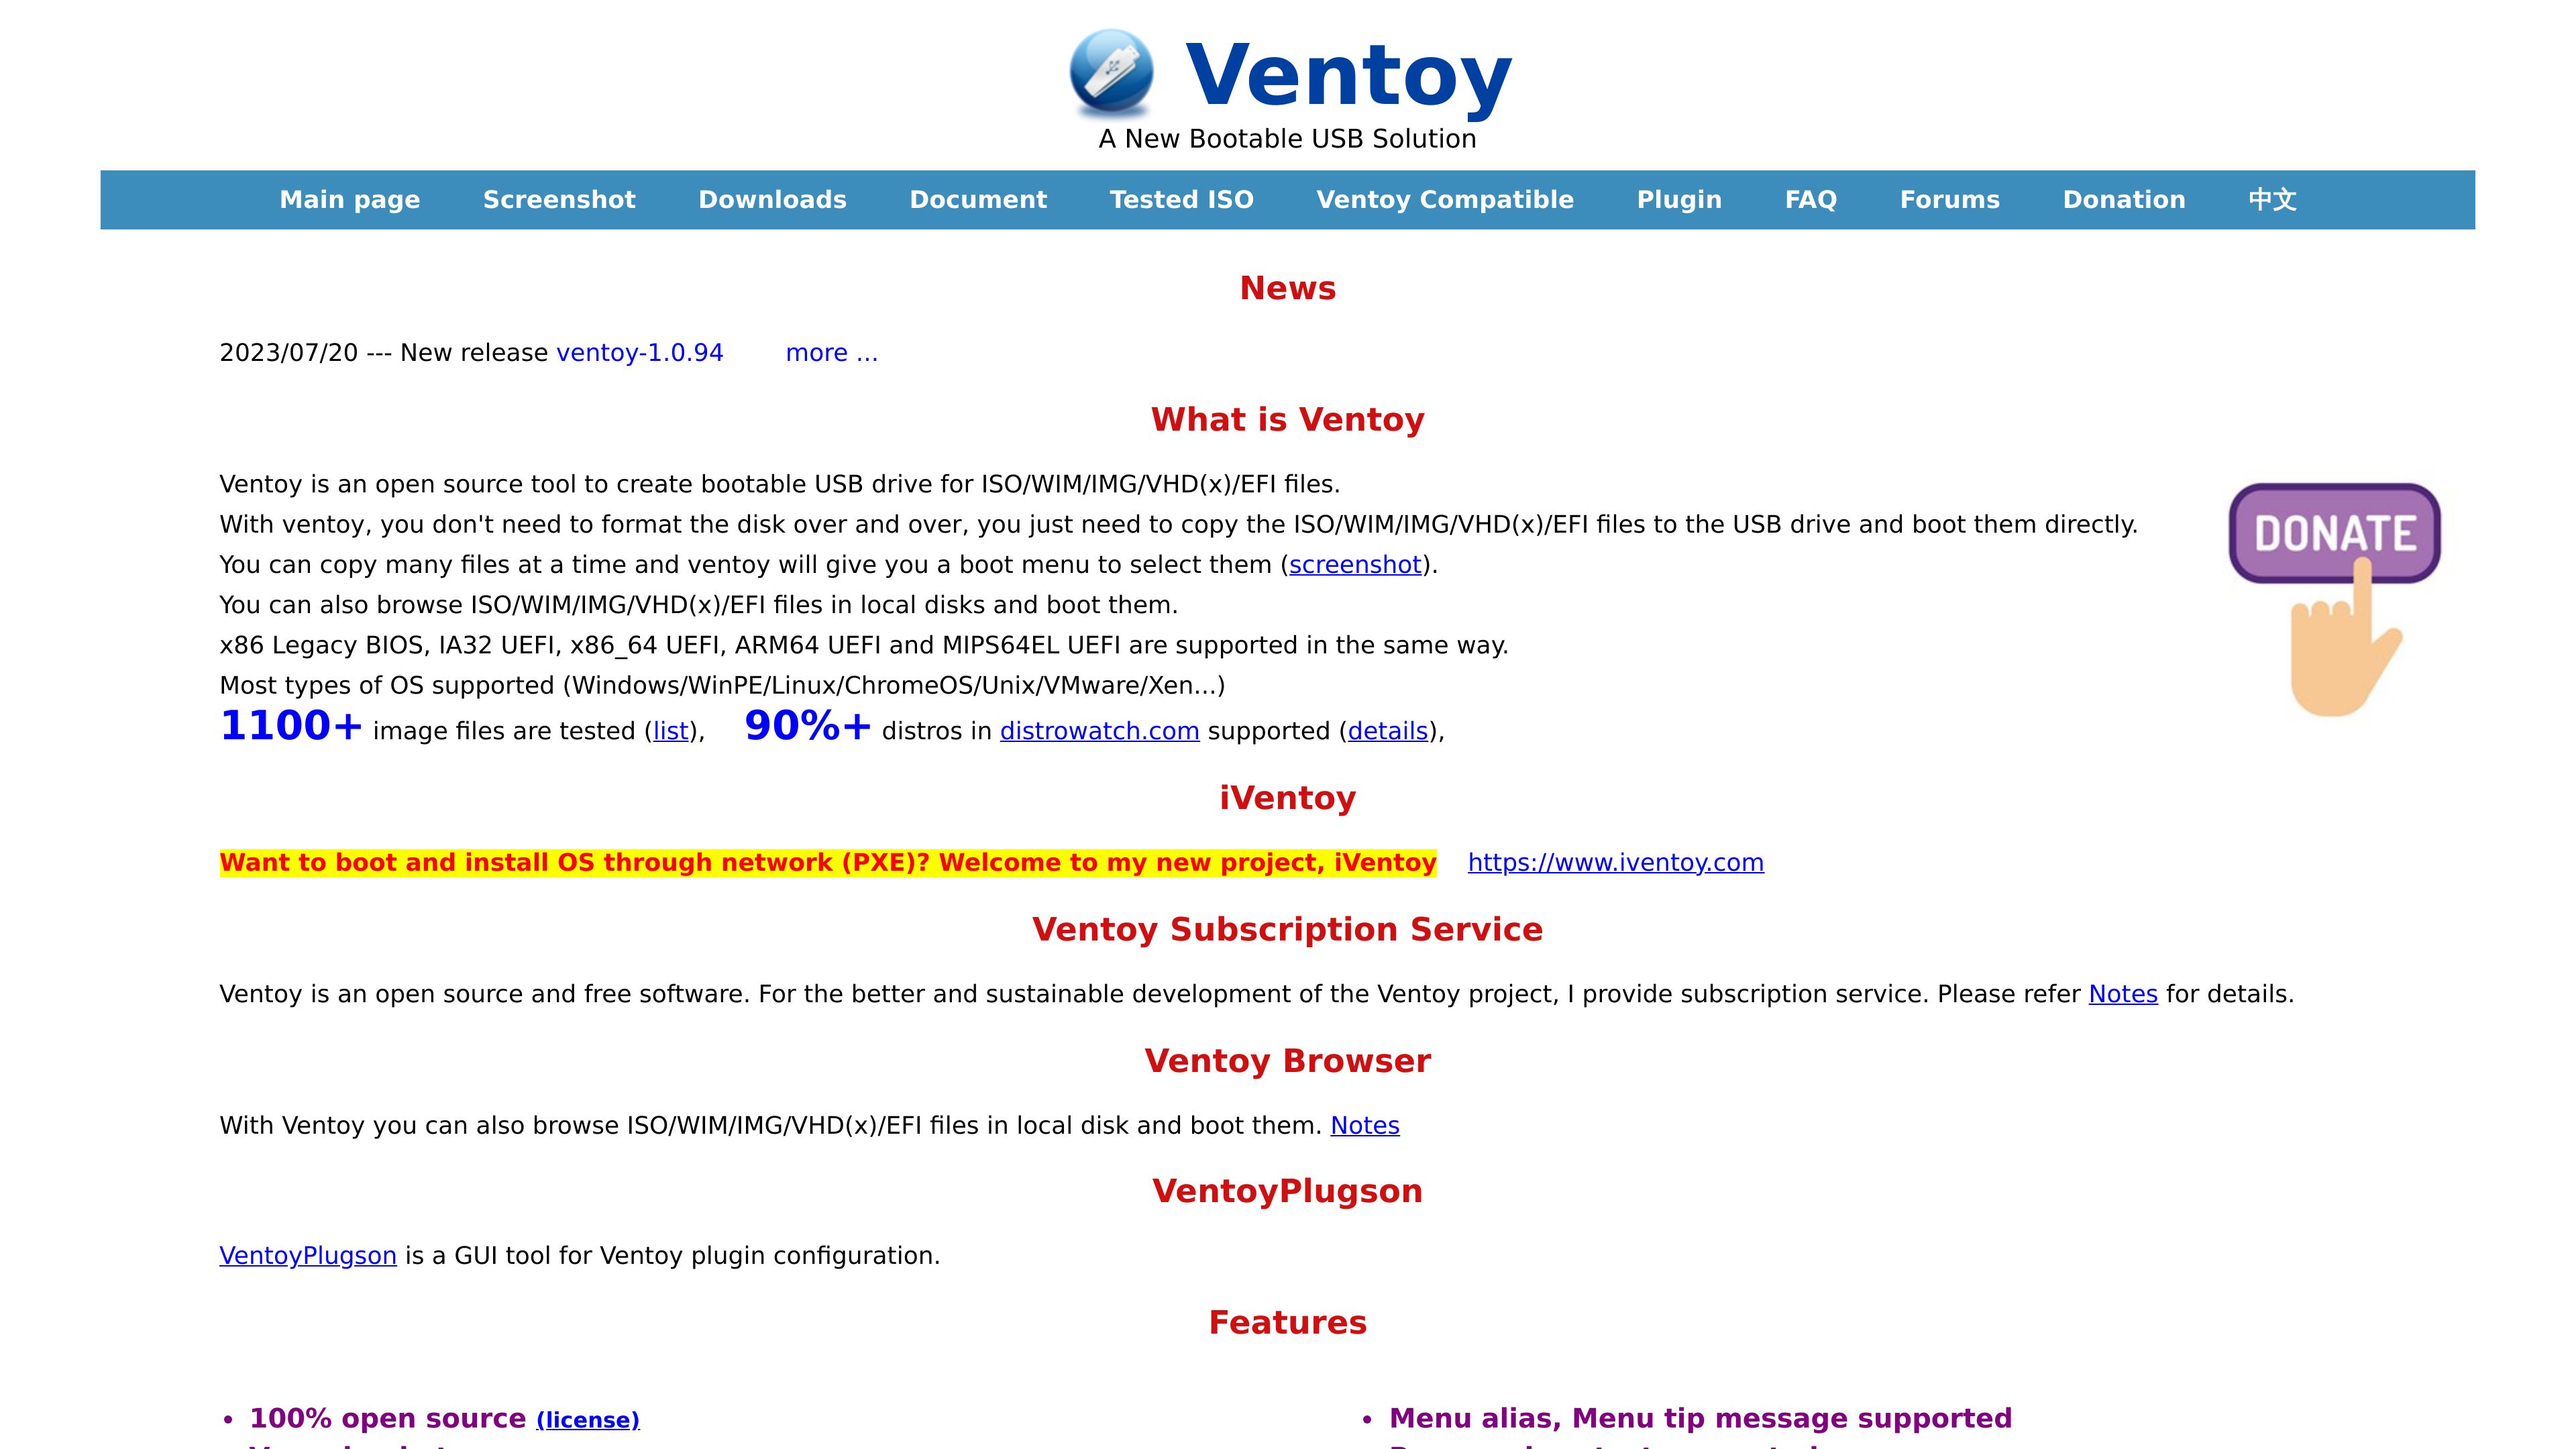 Ventoy
A New Bootable USB Solution
Main page Screenshot Downloads Document Tested ISO Ventoy Compatible Plugin FAQ Forums Donation 中文
News
2023/07/20 --- New release ventoy-1.0.94 more ...
What is Ventoy
Ventoy is an open source tool to create bootable USB drive for ISO/WIM/IMG/VHD(x)/EFI files.
With ventoy, you don't need to format the disk over and over, you just need to copy the ISO/WIM/IMG/VHD(x)/EFI files to the USB drive and boot them directly.
You can copy many files at a time and ventoy will give you a boot menu to select them (screenshot).
You can also browse ISO/WIM/IMG/VHD(x)/EFI files in local disks and boot them.
x86 Legacy BIOS, IA32 UEFI, x86_64 UEFI, ARM64 UEFI and MIPS64EL UEFI are supported in the same way.
Most types of OS supported (Windows/WinPE/Linux/ChromeOS/Unix/VMware/Xen...)
1100+ image files are tested (list), 90%+ distros in distrowatch.com supported (details),
DONATE
iVentoy
Want to boot and install OS through network (PXE)? Welcome to my new project, iVentoy https://www.iventoy.com
Ventoy Subscription Service
Ventoy is an open source and free software. For the better and sustainable development of the Ventoy project, I provide subscription service. Please refer Notes for details.
Ventoy Browser
With Ventoy you can also browse ISO/WIM/IMG/VHD(x)/EFI files in local disk and boot them. Notes
VentoyPlugson
VentoyPlugson is a GUI tool for Ventoy plugin configuration.
Features
• 100% open source (license)
• Menu alias, Menu tip message supported